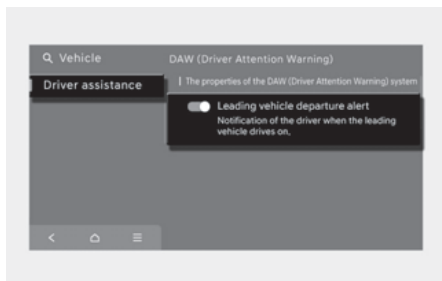 Vehicle
DAW (Driver Attention Warning)
Driver assistance
The properties of the DAW (Driver Attention Warning) system
Leading vehicle departure alert
Notification of the driver when the leading
vehicle drives on.